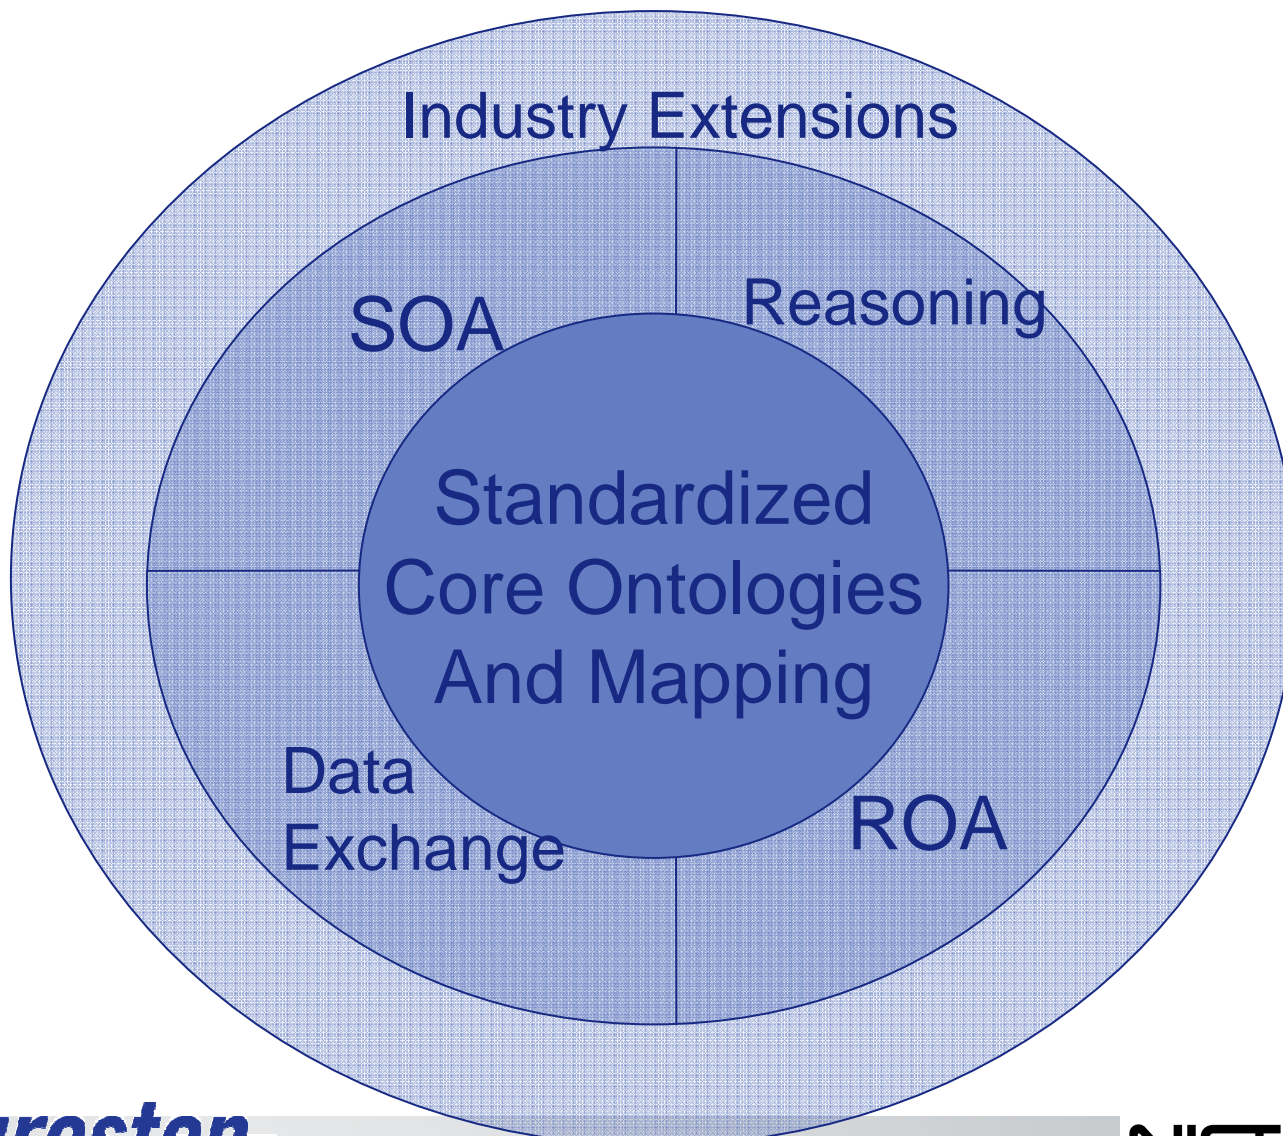 Industry Extensions
SOA
Reasoning
Standardized
Core Ontologies
And Mapping
Data
Exchange
ROA